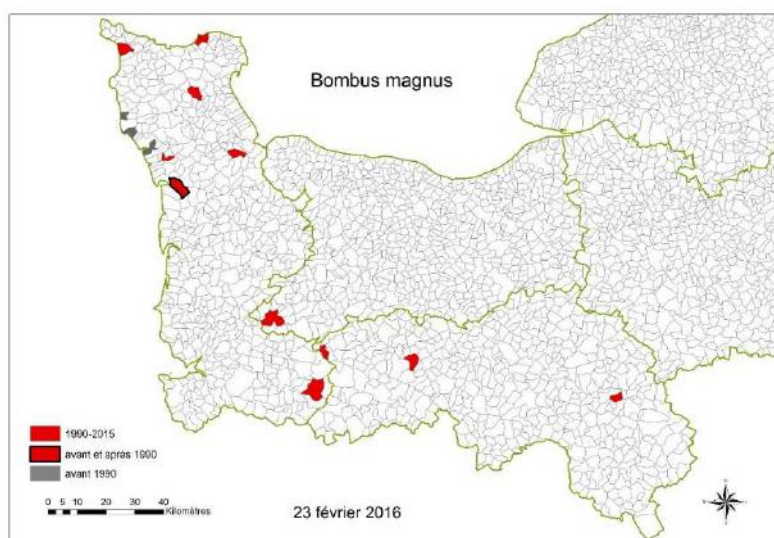 Bombus magnus
1990-2015
avant et après 1990
avant 1990
0 5 10 20 30 40
Kilomètres
23 février 2016